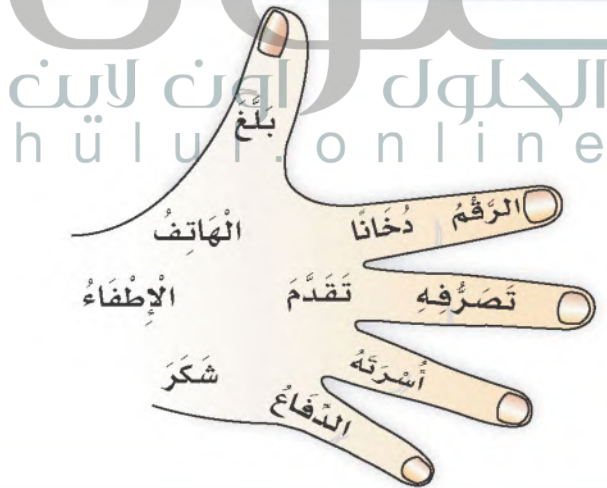 الحلول اون لاين
hulul.online
بَلَّغَ
الرَّقْمُ دُخَانًا الْهَاتِفُ
تَصَرُّفِهِ تَقَدَّمَ الْإِطْفَاءُ
أُسْرَتَهُ شَكَرَ
الدِّفَاعُ